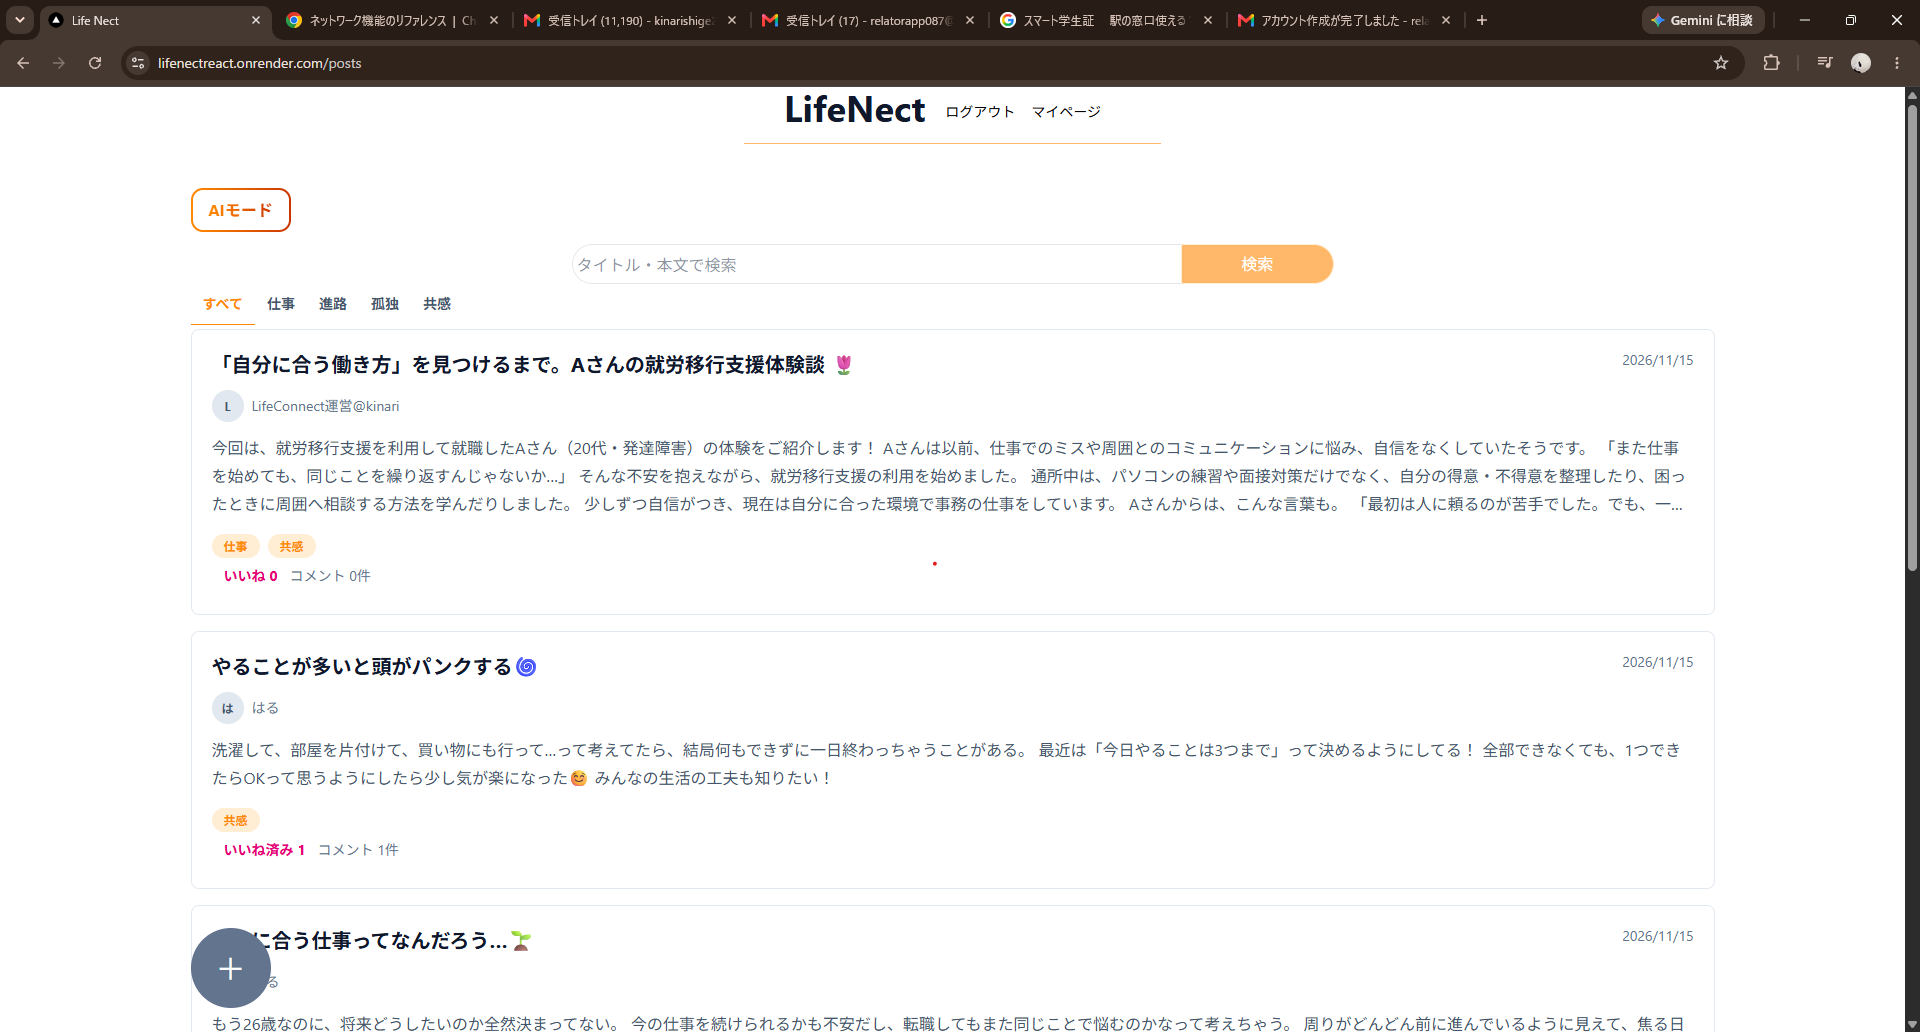 Life Nect
ネットワーク機能のリファレンス | Ch
受信トレイ (11,190) - kinarishige
受信トレイ (17) - relatorapp087@
スマート学生証 駅の窓口使える
アカウント作成が完了しました - rela
Gemini に相談
lifenectreact.onrender.com/posts
LifeNect ログアウト マイページ
AIモード
タイトル・本文で検索 検索
すべて 仕事 進路 孤独 共感
「自分に合う働き方」を見つけるまで。Aさんの就労移行支援体験談 🌷 2026/11/15
L LifeConnect運営@kinari
今回は、就労移行支援を利用して就職したAさん（20代・発達障害）の体験をご紹介します！ Aさんは以前、仕事でのミスや周囲とのコミュニケーションに悩み、自信をなくしていたそうです。 「また仕事
を始めても、同じことを繰り返すんじゃないか…」 そんな不安を抱えながら、就労移行支援の利用を始めました。 通所中は、パソコンの練習や面接対策だけでなく、自分の得意・不得意を整理したり、困っ
たときに周囲へ相談する方法を学んだりしました。 少しずつ自信がつき、現在は自分に合った環境で事務の仕事をしています。 Aさんからは、こんな言葉も。 「最初は人に頼るのが苦手でした。でも、一...
仕事 共感
いいね 0 コメント 0件
やることが多いと頭がパンクする🌀 2026/11/15
は はる
洗濯して、部屋を片付けて、買い物にも行って…って考えてたら、結局何もできずに一日終わっちゃうことがある。 最近は「今日やることは3つまで」って決めるようにしてる！ 全部できなくても、1つでき
たらOKって思うようにしたら少し気が楽になった😊 みんなの生活の工夫も知りたい！
共感
いいね済み 1 コメント 1件
に合う仕事ってなんだろう…🌱 2026/11/15
る
もう26歳なのに、将来どうしたいのか全然決まってない。 今の仕事を続けられるかも不安だし、転職してもまた同じことで悩むのかなって考えちゃう。 周りがどんどん前に進んでいるように見えて、焦る日